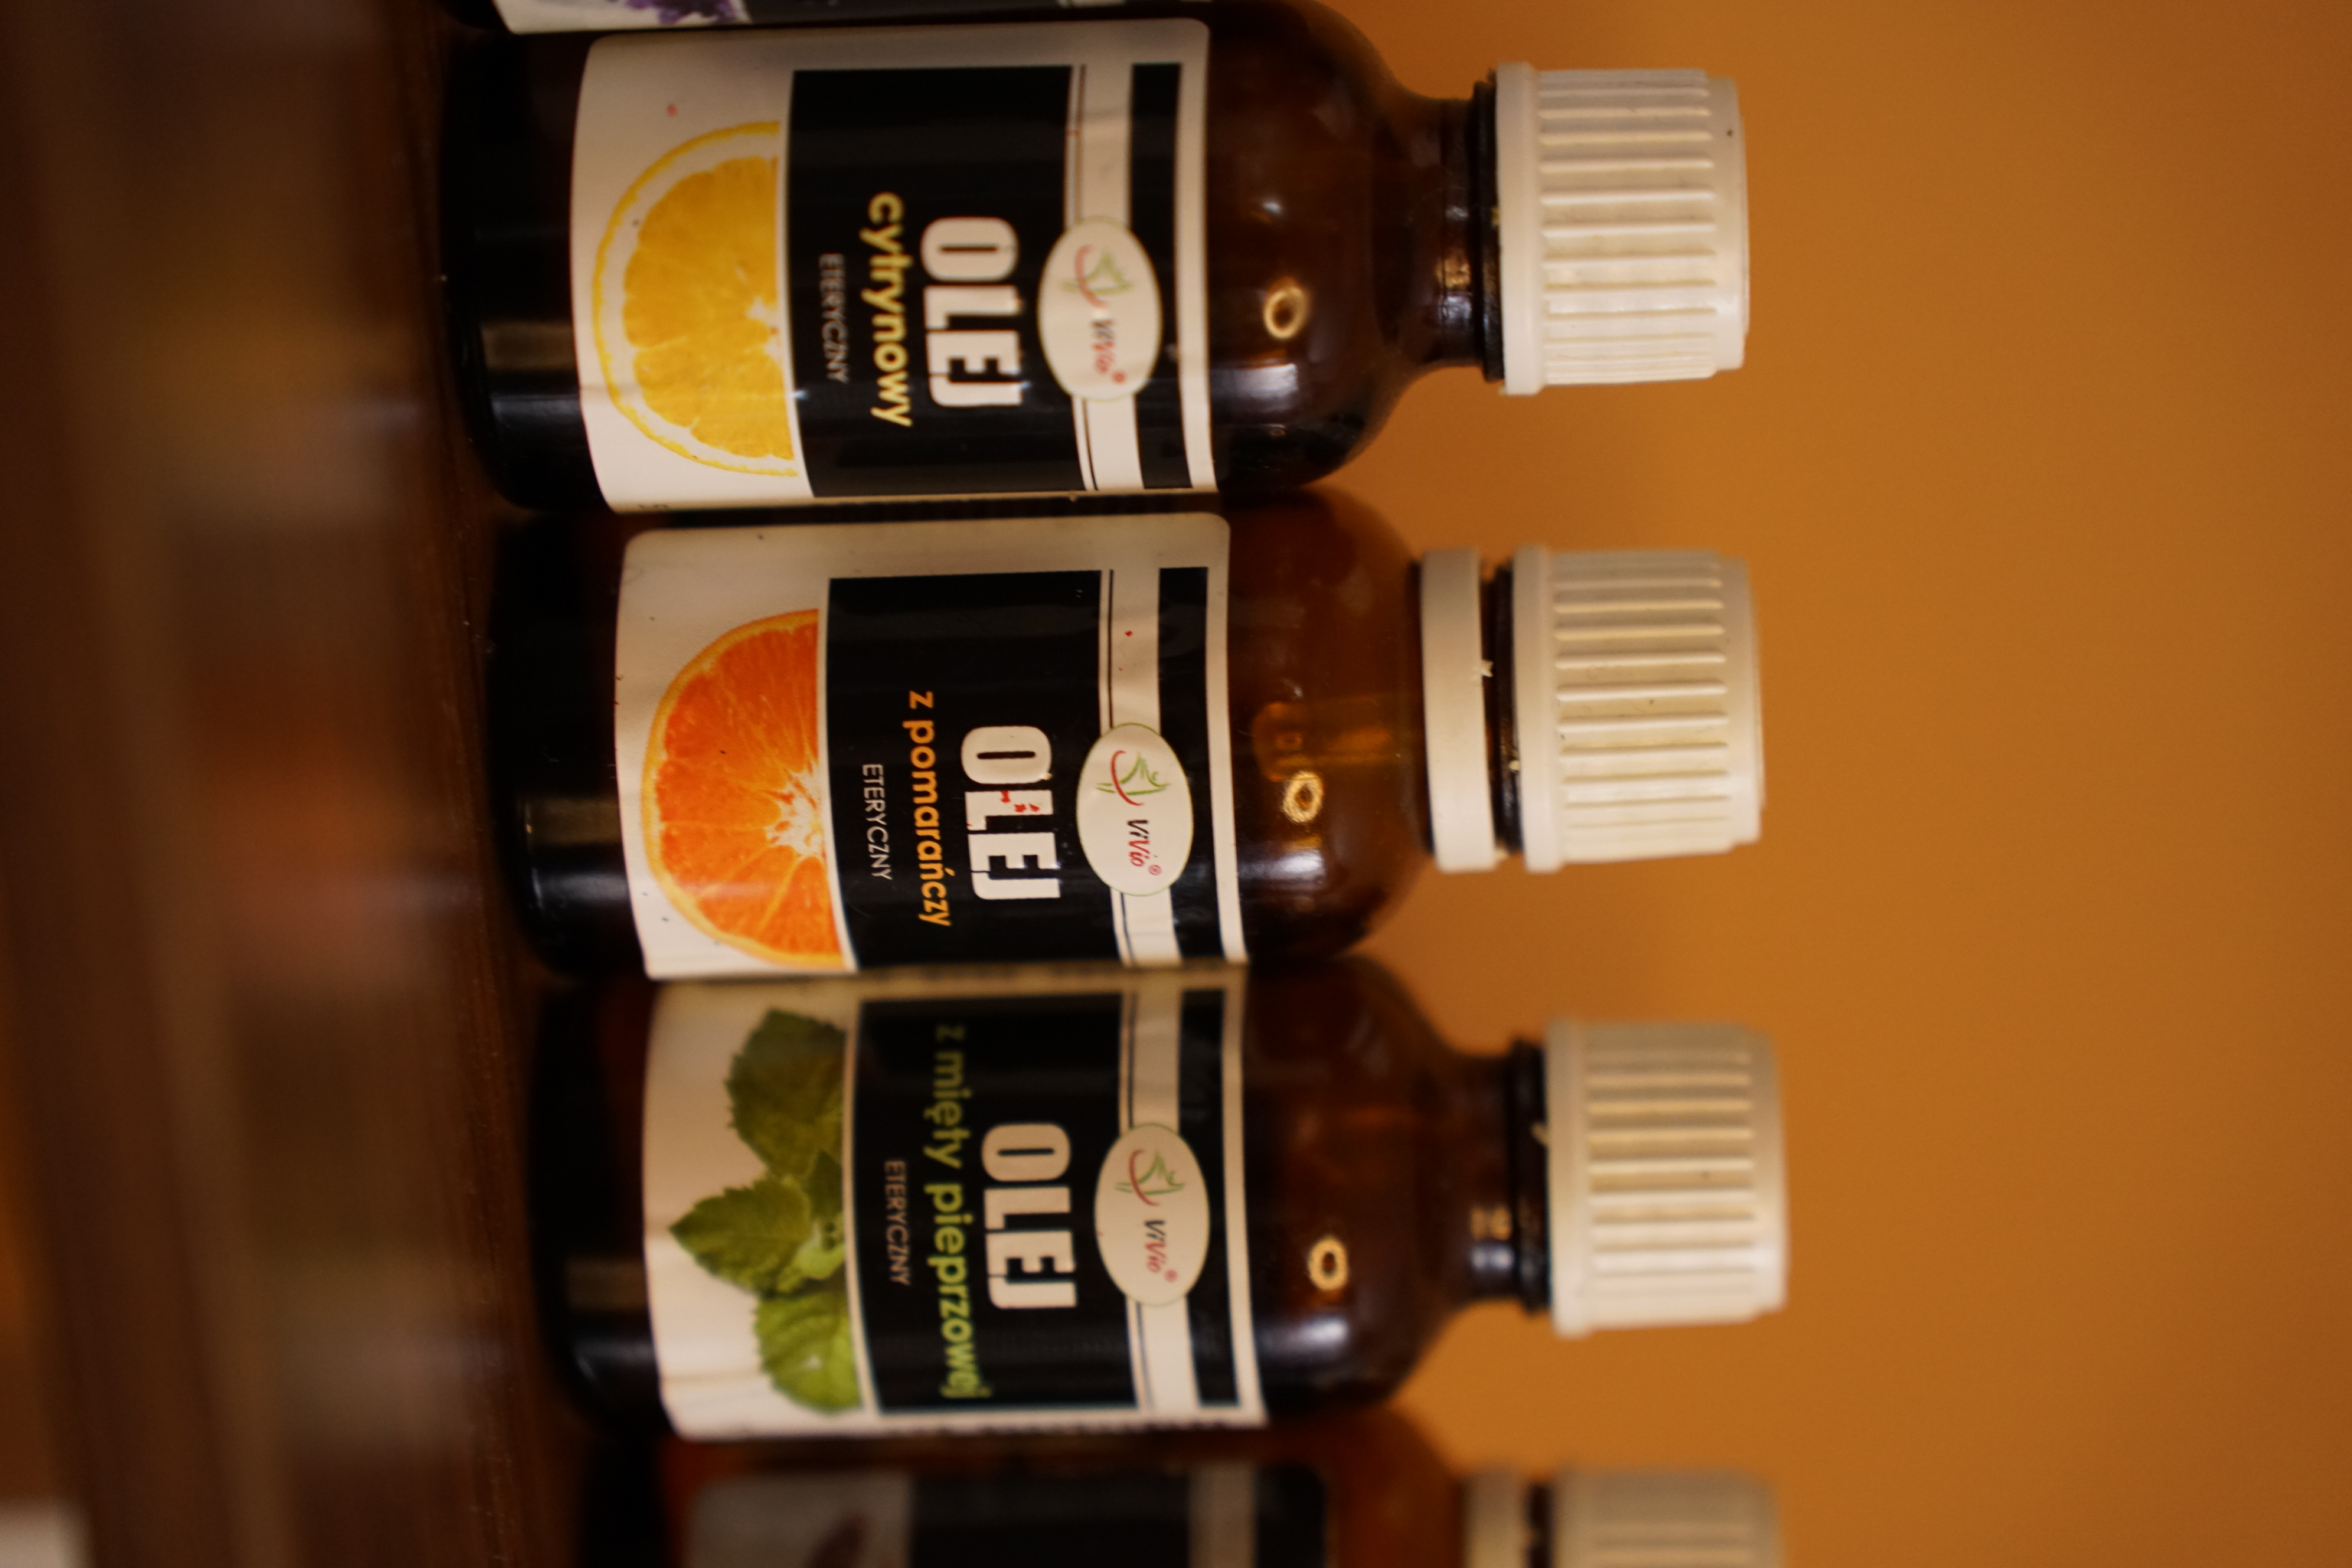 ViVio®
OLEJ
cytrynowy
ETERYCZNY
ViVio®
OLEJ
z pomarańczy
ETERYCZNY
ViVio®
OLEJ
z mięty pieprzowej
ETERYCZNY